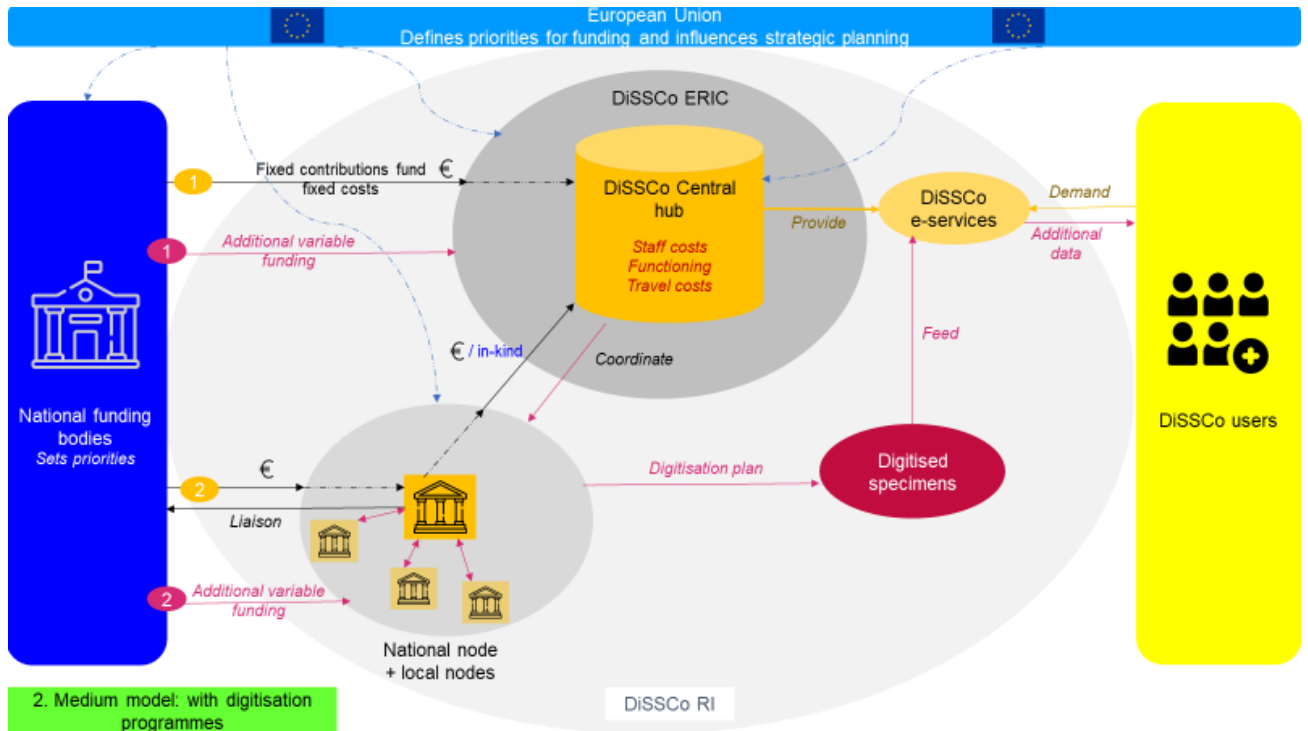 European Union
Defines priorities for funding and influences strategic planning
DiSSCo ERIC
1
Fixed contributions fund €
fixed costs
DiSSCo Central
hub
Staff costs
Functioning
Travel costs
Provide
DiSSCo
e-services
Demand
Additional
data
1
Additional variable
funding
Feed
€ / in-kind
Coordinate
National funding
bodies
Sets priorities
DiSSCo users
2
€
Liaison
Digitisation plan
Digitised
specimens
2
Additional variable
funding
National node
+ local nodes
2. Medium model: with digitisation
programmes
DiSSCo RI